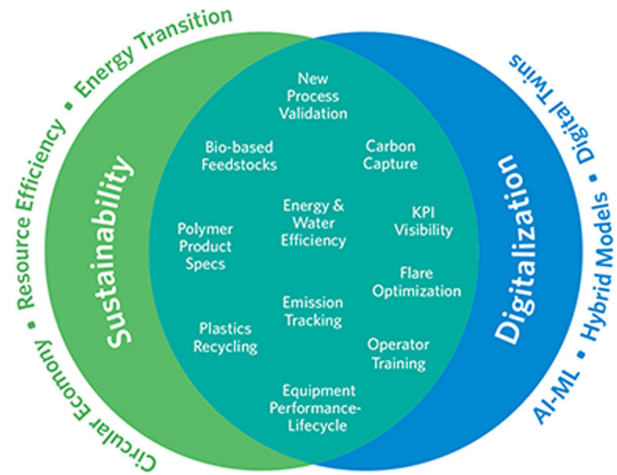 Circular Ecomony • Resource Efficiency • Energy Transition
Sustainability
New
Process
Validation
Bio-based
Feedstocks
Carbon
Capture
Energy &
Water
Efficiency
KPI
Visibility
Polymer
Product
Specs
Flare
Optimization
Emission
Tracking
Plastics
Recycling
Operator
Training
Equipment
Performance-
Lifecycle
Digitalization
AI-ML • Hybrid Models • Digital Twins